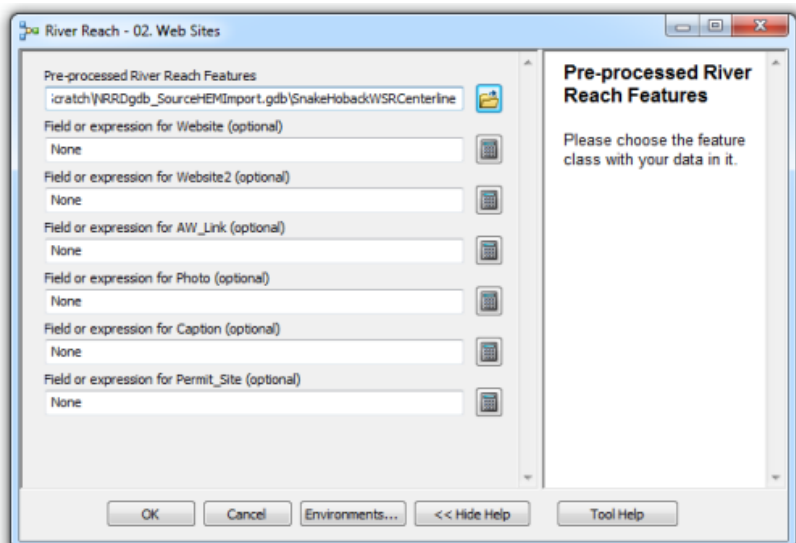 River Reach - 02. Web Sites
Pre-processed River Reach Features
:cratch\NRRDgdb_SourceHEMImport.gdb\SnakeHobackWSRCenterline
Field or expression for Website (optional)
None
Field or expression for Website2 (optional)
None
Field or expression for AW_Link (optional)
None
Field or expression for Photo (optional)
None
Field or expression for Caption (optional)
None
Field or expression for Permit_Site (optional)
None
Pre-processed River
Reach Features
Please choose the feature
class with your data in it.
OK
Cancel
Environments...
<< Hide Help
Tool Help